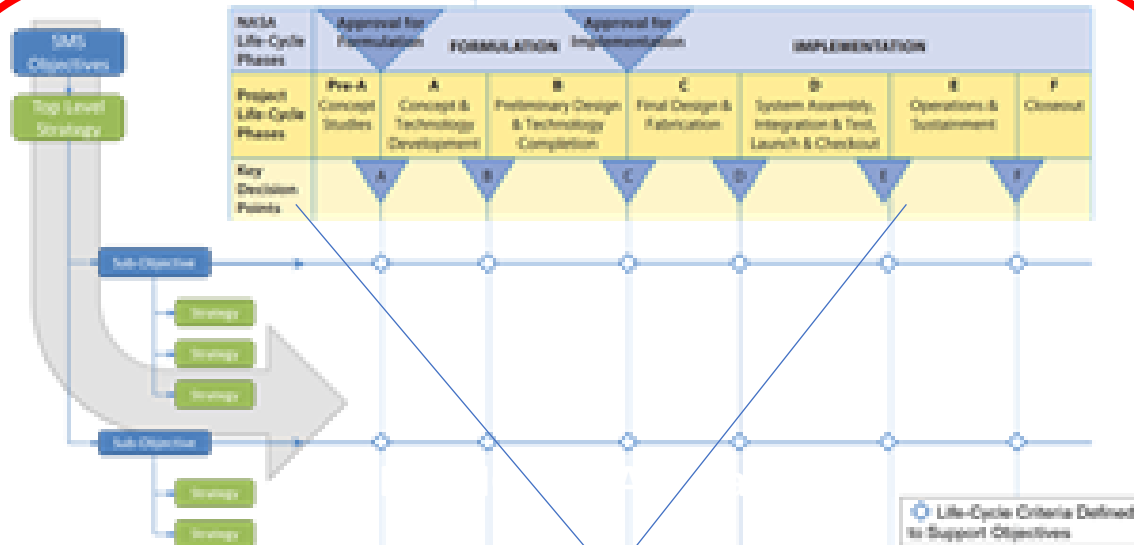 SMS
Objectives
Top Level
Strategy
NASA
Life-Cycle
Phases
Approval for
Formulation
FORMULATION
Approval for
Implementation
IMPLEMENTATION
Project
Life Cycle
Phases
Pre-A
Concept
Studies
A
Concept &
Technology
Development
B
Preliminary Design
& Technology
Completion
C
Final Design &
Fabrication
D
System Assembly,
Integration & Test,
Launch & Checkout
E
Operations &
Sustainment
F
Closeout
Key
Decision
Points
A
B
C
D
E
F
Sub-Objective
Strategy
Strategy
Strategy
Sub-Objective
Strategy
Strategy
Life-Cycle Criteria Defined
to Support Objectives